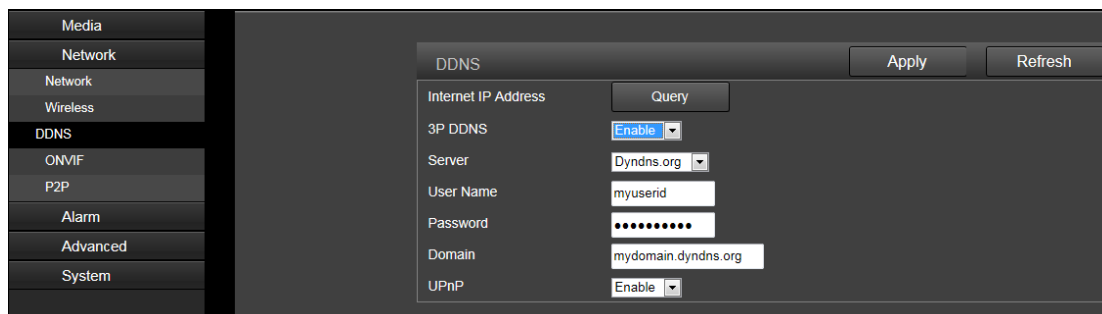 Media
Network
Network
Wireless
DDNS
ONVIF
P2P
Alarm
Advanced
System
DDNS Apply Refresh
Internet IP Address Query
3P DDNS Enable
Server Dyndns.org
User Name myuserid
Password ••••••••••
Domain mydomain.dyndns.org
UPnP Enable